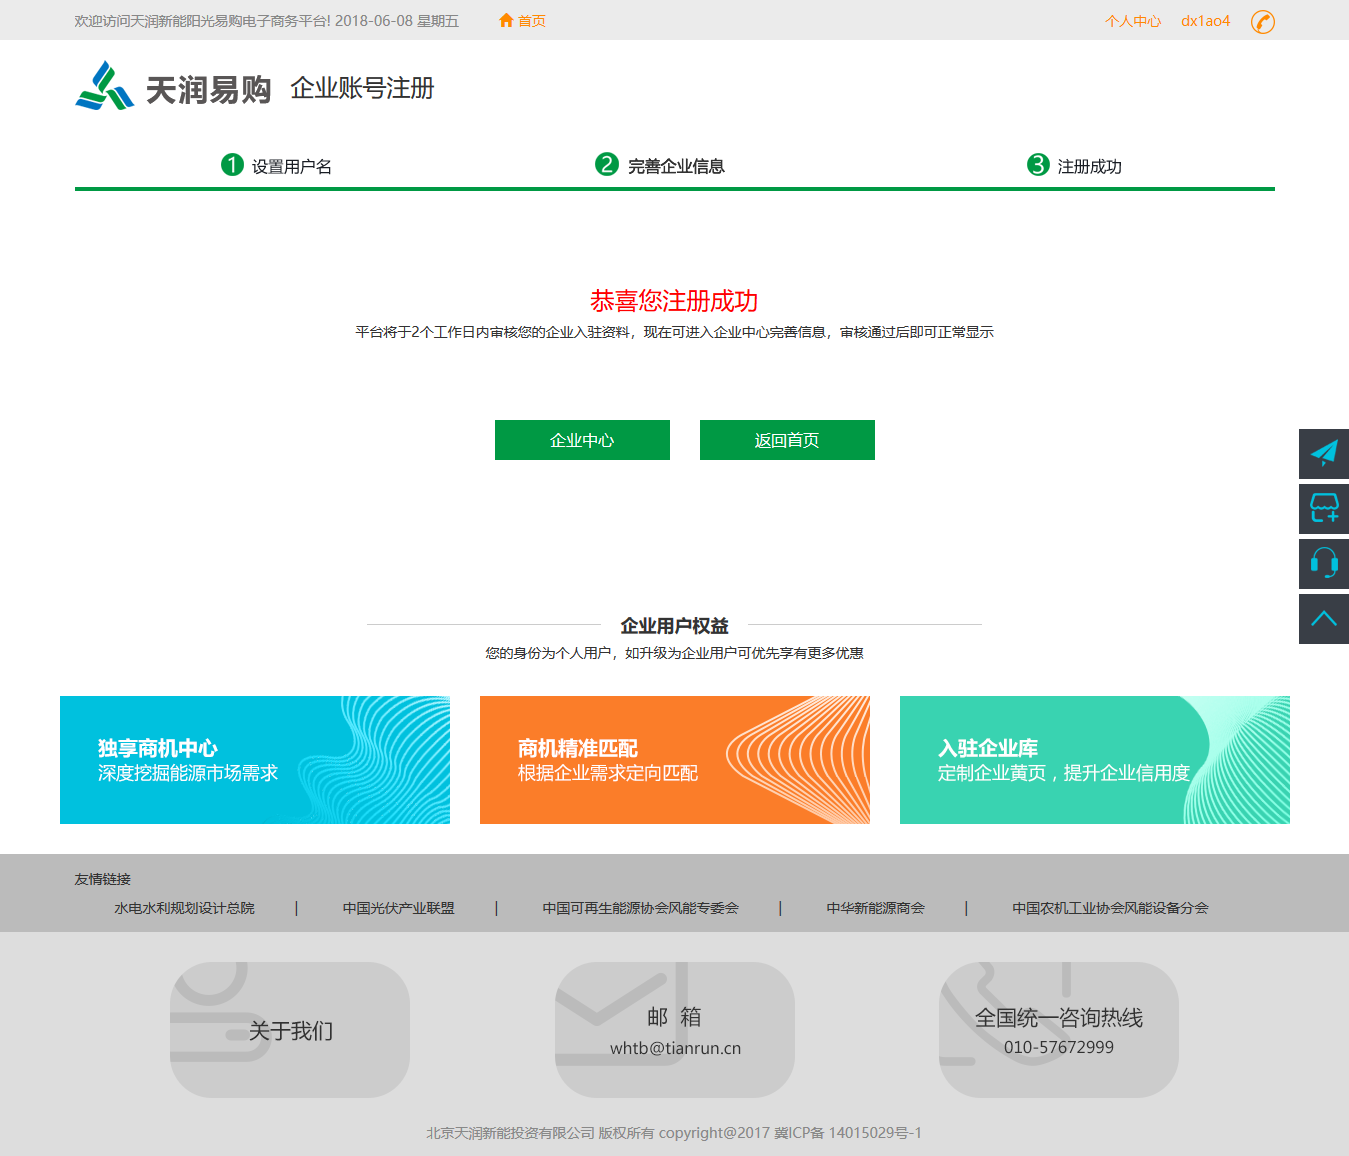 欢迎访问天润新能阳光易购电子商务平台! 2018-06-08 星期五 首页 个人中心 dx1ao4
天润易购 企业账号注册
1 设置用户名 2 完善企业信息 3 注册成功
恭喜您注册成功
平台将于2个工作日内审核您的企业入驻资料，现在可进入企业中心完善信息，审核通过后即可正常显示
企业中心 返回首页
企业用户权益
您的身份为个人用户，如升级为企业用户可优先享有更多优惠
独享商机中心
深度挖掘能源市场需求
商机精准匹配
根据企业需求定向匹配
入驻企业库
定制企业黄页，提升企业信用度
友情链接
水电水利规划设计总院 | 中国光伏产业联盟 | 中国可再生能源协会风能专委会 | 中华新能源商会 | 中国农机工业协会风能设备分会
关于我们
邮 箱
whtb@tianrun.cn
全国统一咨询热线
010-57672999
北京天润新能投资有限公司 版权所有 copyright@2017 冀ICP备 14015029号-1